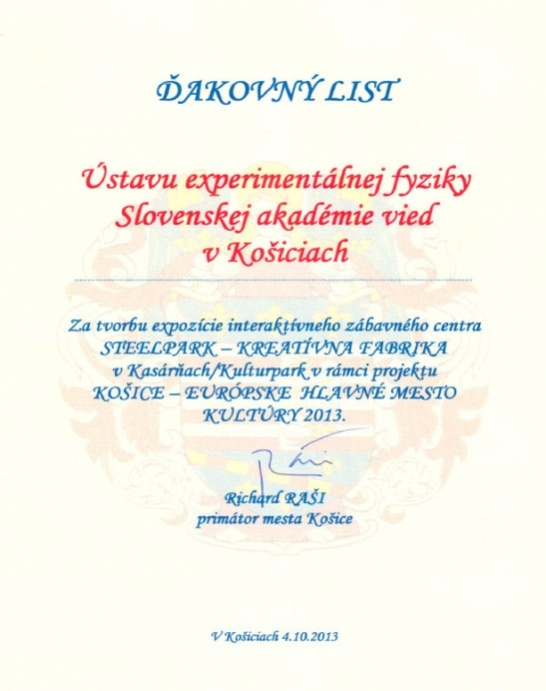 ĎAKOVNÝ LIST
Ústavu experimentálnej fyziky
Slovenskej akadémie vied
v Košiciach
Za tvorbu expozície interaktívneho zábavného centra
STEELPARK – KREATÍVNA FABRIKA
v Kasárňach/Kulturpark v rámci projektu
KOŠICE – EURÓPSKE HLAVNÉ MESTO
KULTÚRY 2013.
Richard RAŠI
primátor mesta Košice
V Košiciach 4.10.2013